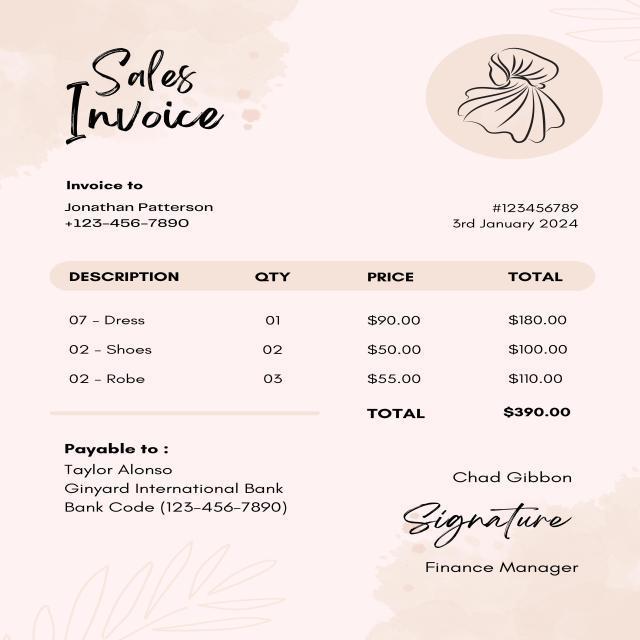 Sales
Invoice
Invoice to
Jonathan Patterson
+123-456-7890
#123456789
3rd January 2024
DESCRIPTION QTY PRICE TOTAL
07 - Dress 01 $90.00 $180.00
02 - Shoes 02 $50.00 $100.00
02 - Robe 03 $55.00 $110.00
TOTAL $390.00
Payable to :
Taylor Alonso
Ginyard International Bank
Bank Code (123-456-7890)
Chad Gibbon
Signature
Finance Manager